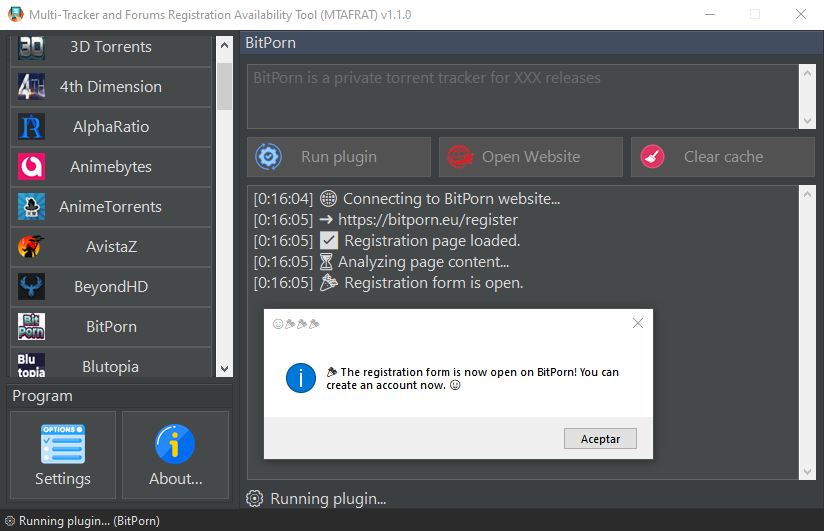 Multi-Tracker and Forums Registration Availability Tool (MTAFRAT) v1.1.0
3D Torrents
4th Dimension
AlphaRatio
Animebytes
AnimeTorrents
AvistaZ
BeyondHD
BitPorn
Blutopia
Program
Settings
About...
BitPorn
BitPorn is a private torrent tracker for XXX releases
Run plugin
Open Website
Clear cache
[0:16:04] 🌐 Connecting to BitPorn website...
[0:16:05] → https://bitporn.eu/register
[0:16:05] ✅ Registration page loaded.
[0:16:05] ⏳ Analyzing page content...
[0:16:05] 🎉 Registration form is open.
🙂🎉🎉🎉
🎉 The registration form is now open on BitPorn! You can
create an account now. 🙂
Aceptar
Running plugin...
Running plugin... (BitPorn)